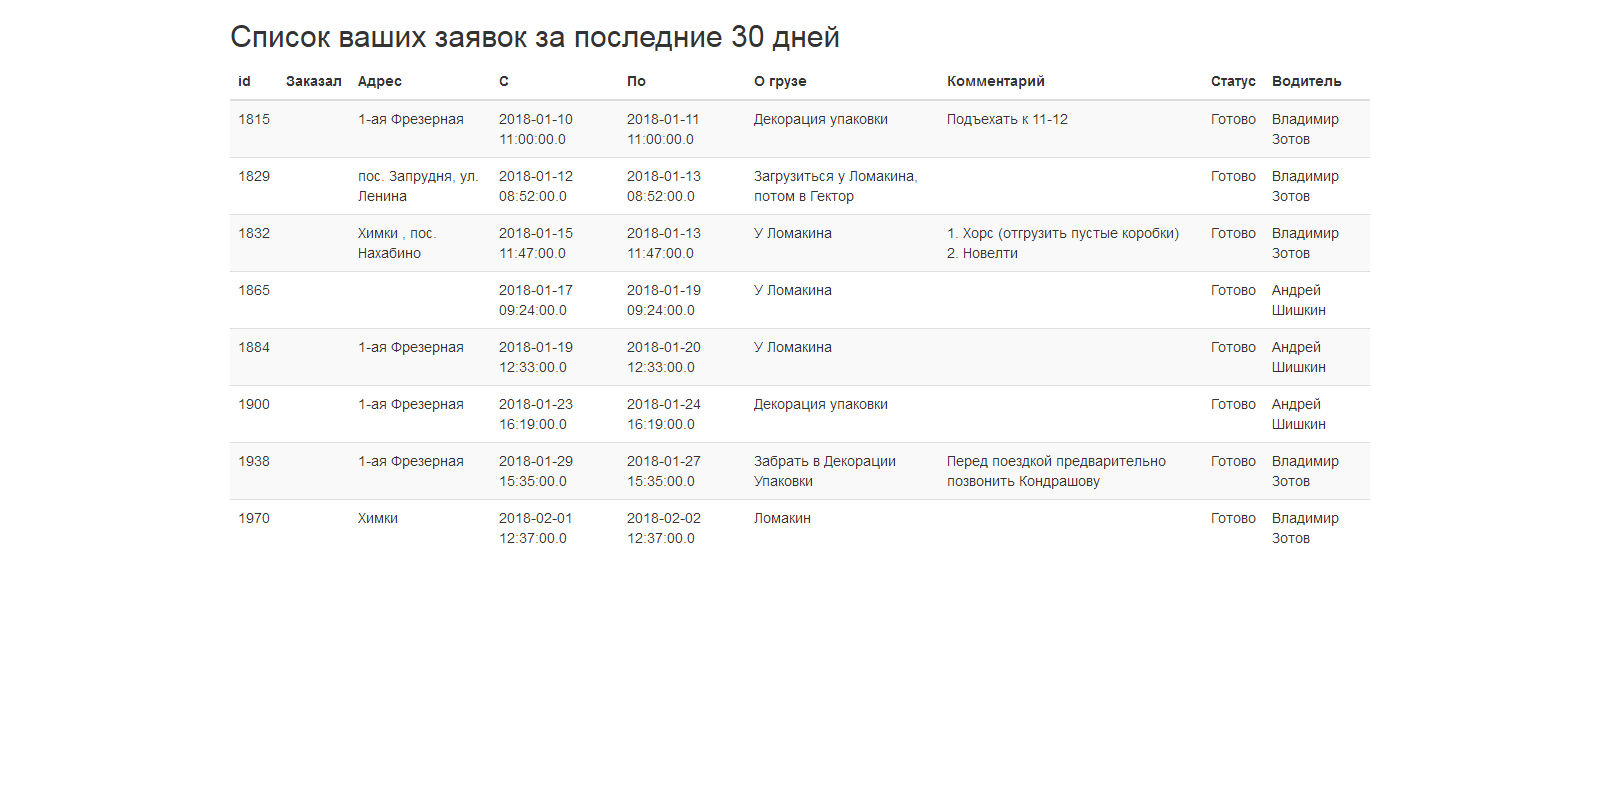 Список ваших заявок за последние 30 дней
id Заказал Адрес С По О грузе Комментарий Статус Водитель
1815 1-ая Фрезерная 2018-01-10 2018-01-11 Декорация упаковки Подъехать к 11-12 Готово Владимир
11:00:00.0 11:00:00.0 Зотов
1829 пос. Запрудня, ул. 2018-01-12 2018-01-13 Загрузиться у Ломакина, Готово Владимир
Ленина 08:52:00.0 08:52:00.0 потом в Гектор Зотов
1832 Химки , пос. 2018-01-15 2018-01-13 У Ломакина 1. Хорс (отгрузить пустые коробки) Готово Владимир
Нахабино 11:47:00.0 11:47:00.0 2. Новелти Зотов
1865 2018-01-17 2018-01-19 У Ломакина Готово Андрей
09:24:00.0 09:24:00.0 Шишкин
1884 1-ая Фрезерная 2018-01-19 2018-01-20 У Ломакина Готово Андрей
12:33:00.0 12:33:00.0 Шишкин
1900 1-ая Фрезерная 2018-01-23 2018-01-24 Декорация упаковки Готово Андрей
16:19:00.0 16:19:00.0 Шишкин
1938 1-ая Фрезерная 2018-01-29 2018-01-27 Забрать в Декорации Перед поездкой предварительно Готово Владимир
15:35:00.0 15:35:00.0 Упаковки позвонить Кондрашову Зотов
1970 Химки 2018-02-01 2018-02-02 Ломакин Готово Владимир
12:37:00.0 12:37:00.0 Зотов